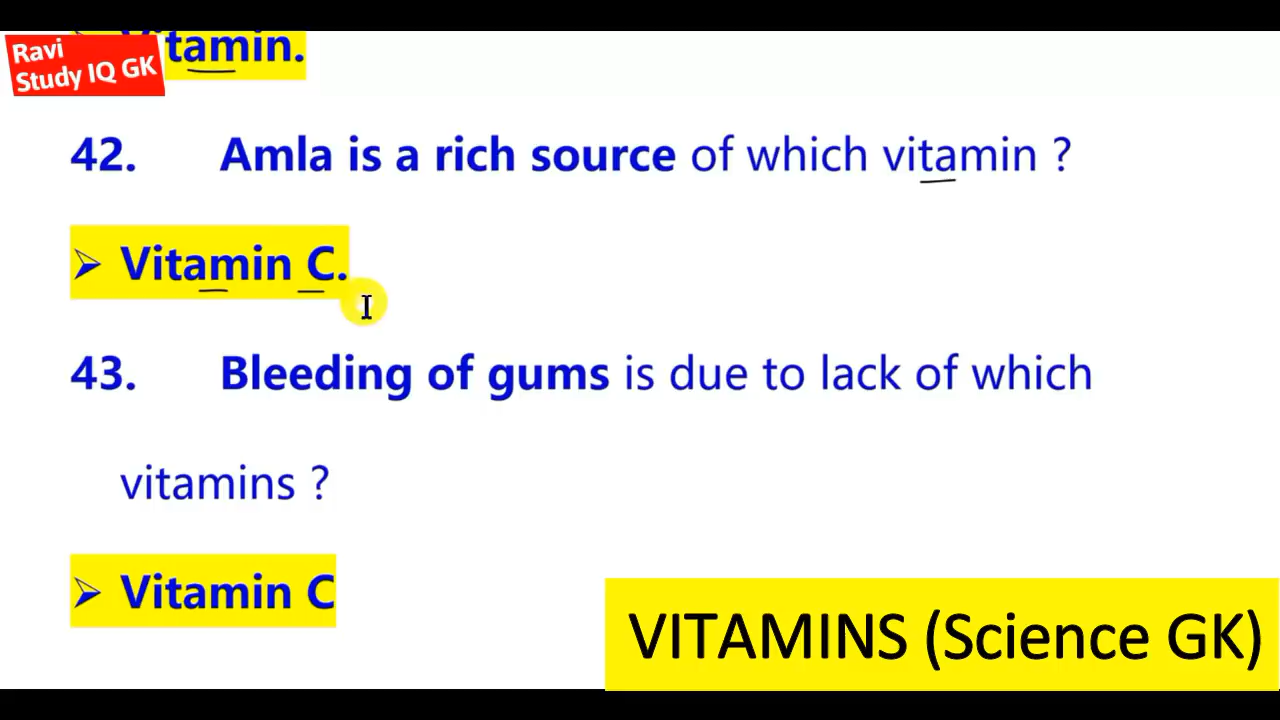 Vitamin.
Ravi
Study IQ GK
42. Amla is a rich source of which vitamin ?
➢ Vitamin C.
43. Bleeding of gums is due to lack of which
vitamins ?
➢ Vitamin C
VITAMINS (Science GK)